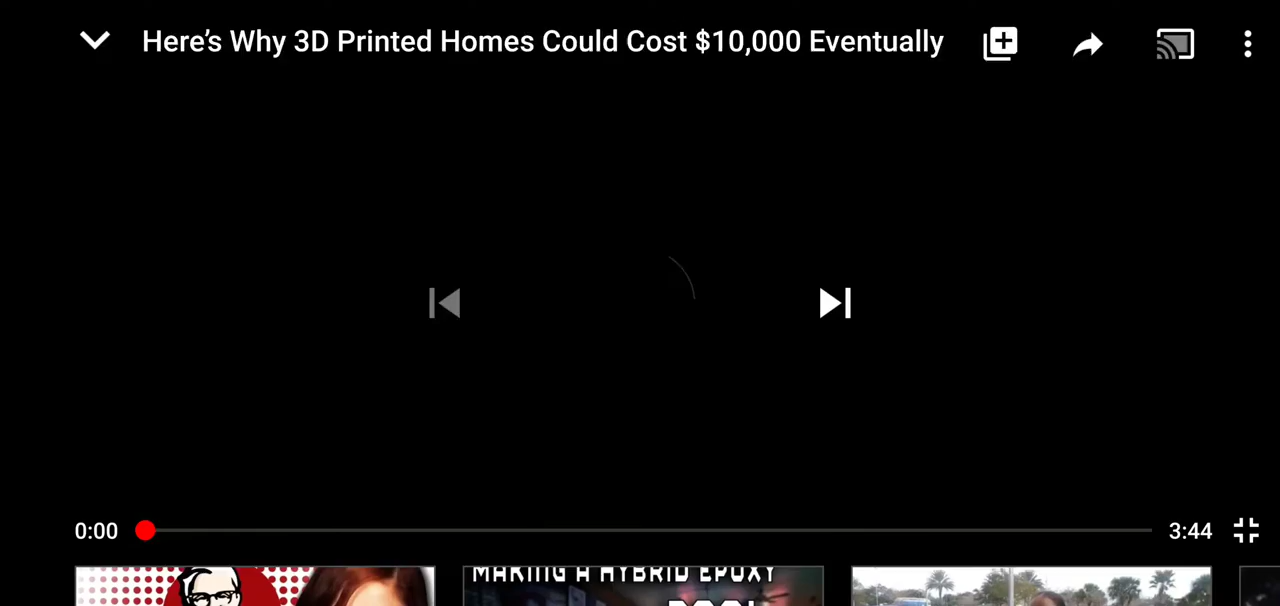 Here’s Why 3D Printed Homes Could Cost $10,000 Eventually
0:00
3:44
MAKING A HYBRID EPOXY